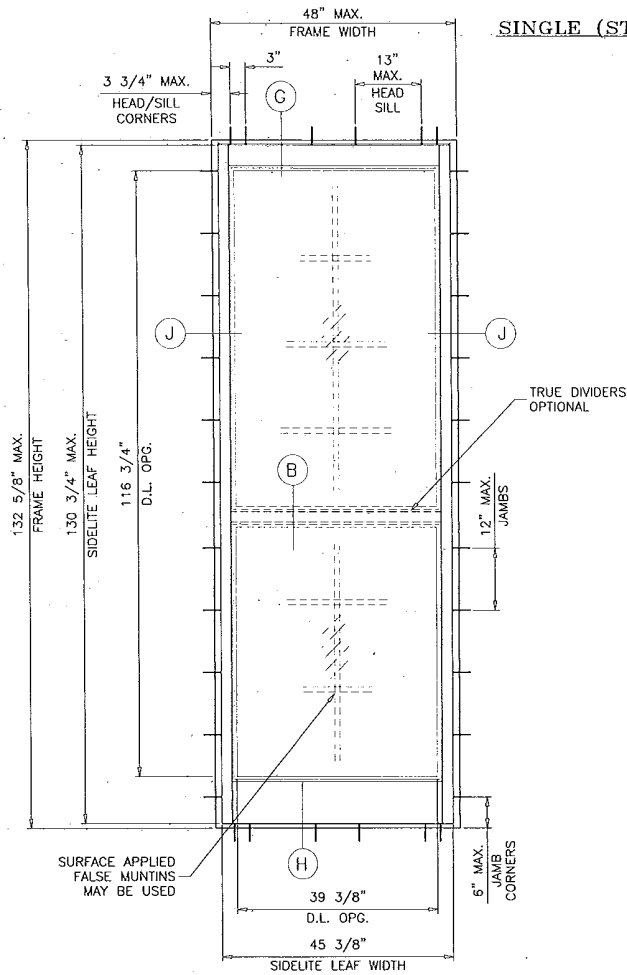 48" MAX.
FRAME WIDTH
SINGLE (ST
3"
13"
MAX.
HEAD
SILL
3 3/4" MAX.
HEAD/SILL
CORNERS
G
J
J
TRUE DIVIDERS
OPTIONAL
B
132 5/8" MAX.
FRAME HEIGHT
130 3/4" MAX.
SIDELITE LEAF HEIGHT
116 3/4"
D.L. OPG.
12" MAX.
JAMBS
SURFACE APPLIED
FALSE MUNTINS
MAY BE USED
H
6" MAX.
JAMB
CORNERS
39 3/8"
D.L. OPG.
45 3/8"
SIDELITE LEAF WIDTH